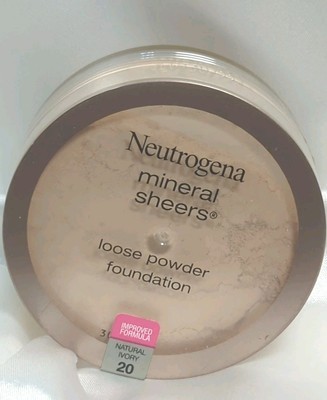 Neutrogena
mineral
sheers®
loose powder
foundation
IMPROVED
FORMULA
NATURAL
IVORY
20